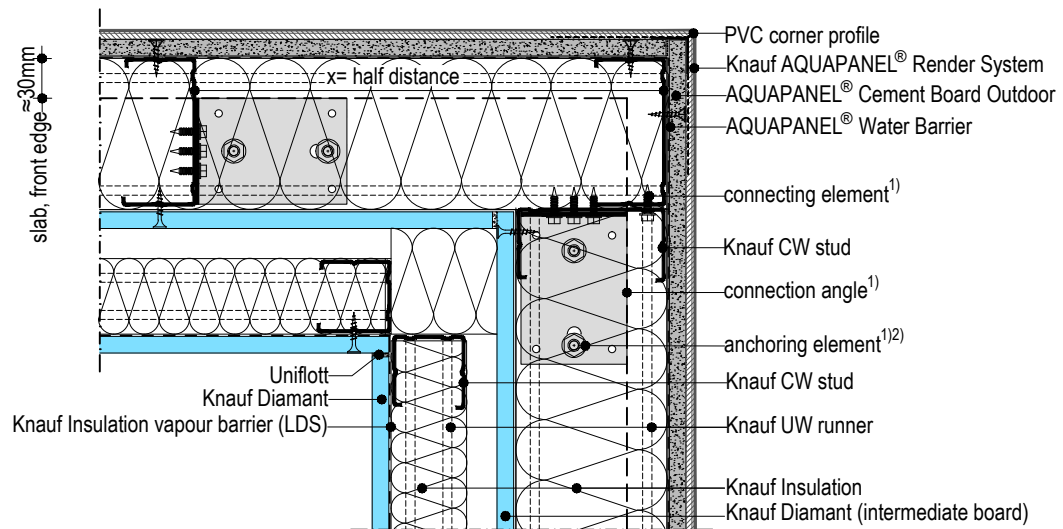 PVC corner profile
Knauf AQUAPANEL® Render System
AQUAPANEL® Cement Board Outdoor
AQUAPANEL® Water Barrier
x= half distance
slab, front edge ≈30mm
connecting element1)
Knauf CW stud
connection angle1)
anchoring element1)2)
Uniflott
Knauf CW stud
Knauf Diamant
Knauf Insulation vapour barrier (LDS)
Knauf UW runner
Knauf Insulation
Knauf Diamant (intermediate board)